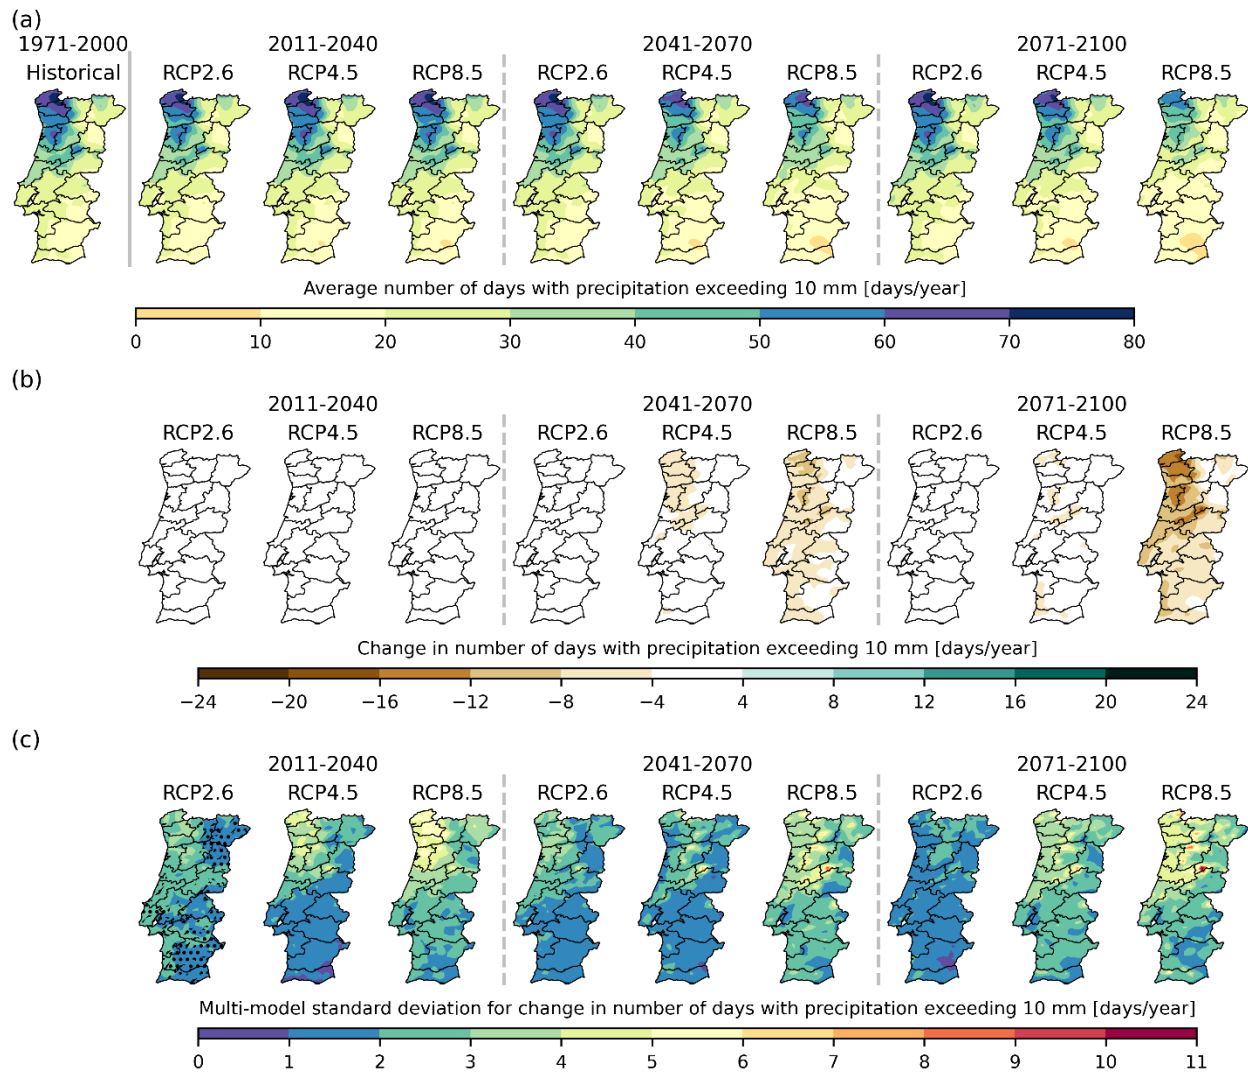 (a)
1971-2000 2011-2040 2041-2070 2071-2100
Historical RCP2.6 RCP4.5 RCP8.5 RCP2.6 RCP4.5 RCP8.5 RCP2.6 RCP4.5 RCP8.5
Average number of days with precipitation exceeding 10 mm [days/year]
0 10 20 30 40 50 60 70 80
(b)
2011-2040 2041-2070 2071-2100
RCP2.6 RCP4.5 RCP8.5 RCP2.6 RCP4.5 RCP8.5 RCP2.6 RCP4.5 RCP8.5
Change in number of days with precipitation exceeding 10 mm [days/year]
−24 −20 −16 −12 −8 −4 4 8 12 16 20 24
(c)
2011-2040 2041-2070 2071-2100
RCP2.6 RCP4.5 RCP8.5 RCP2.6 RCP4.5 RCP8.5 RCP2.6 RCP4.5 RCP8.5
Multi-model standard deviation for change in number of days with precipitation exceeding 10 mm [days/year]
0 1 2 3 4 5 6 7 8 9 10 11